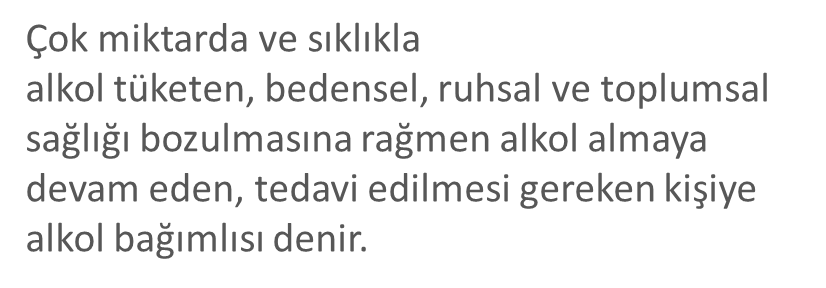 Çok miktarda ve sıklıkla
alkol tüketen, bedensel, ruhsal ve toplumsal
sağlığı bozulmasına rağmen alkol almaya
devam eden, tedavi edilmesi gereken kişiye
alkol bağımlısı denir.